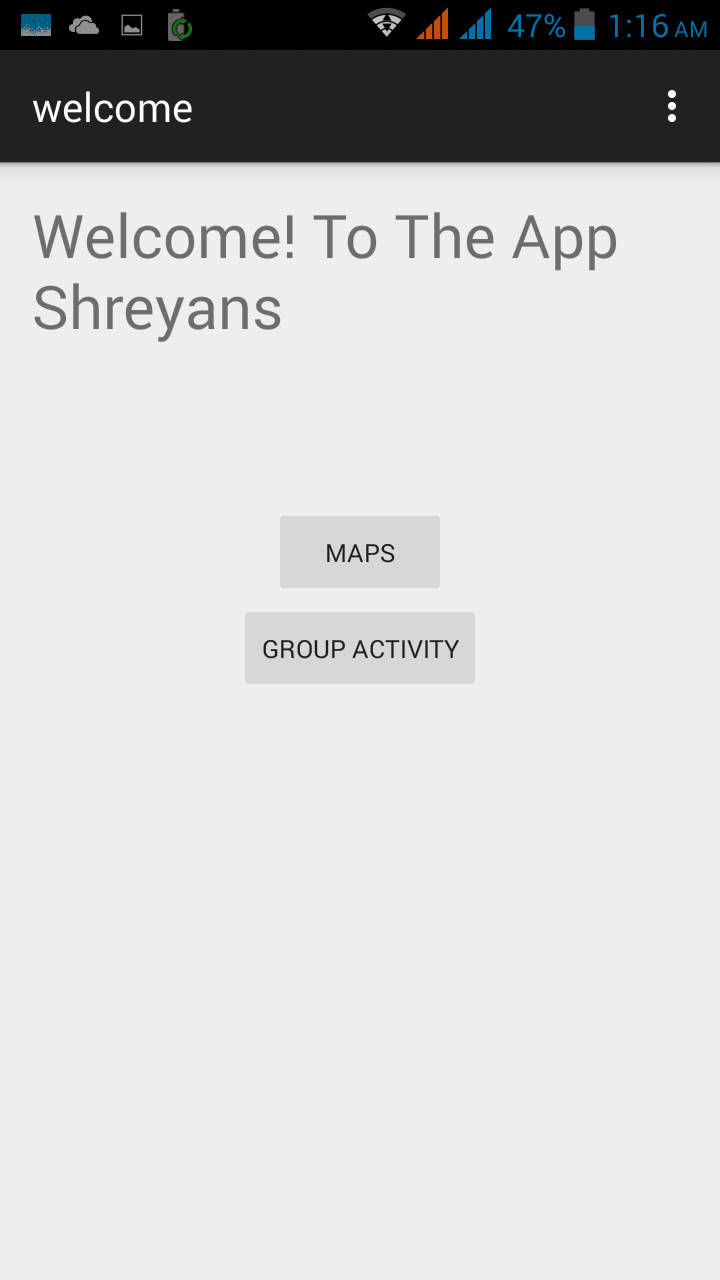 47% 1:16 AM
welcome
Welcome! To The App
Shreyans
MAPS
GROUP ACTIVITY